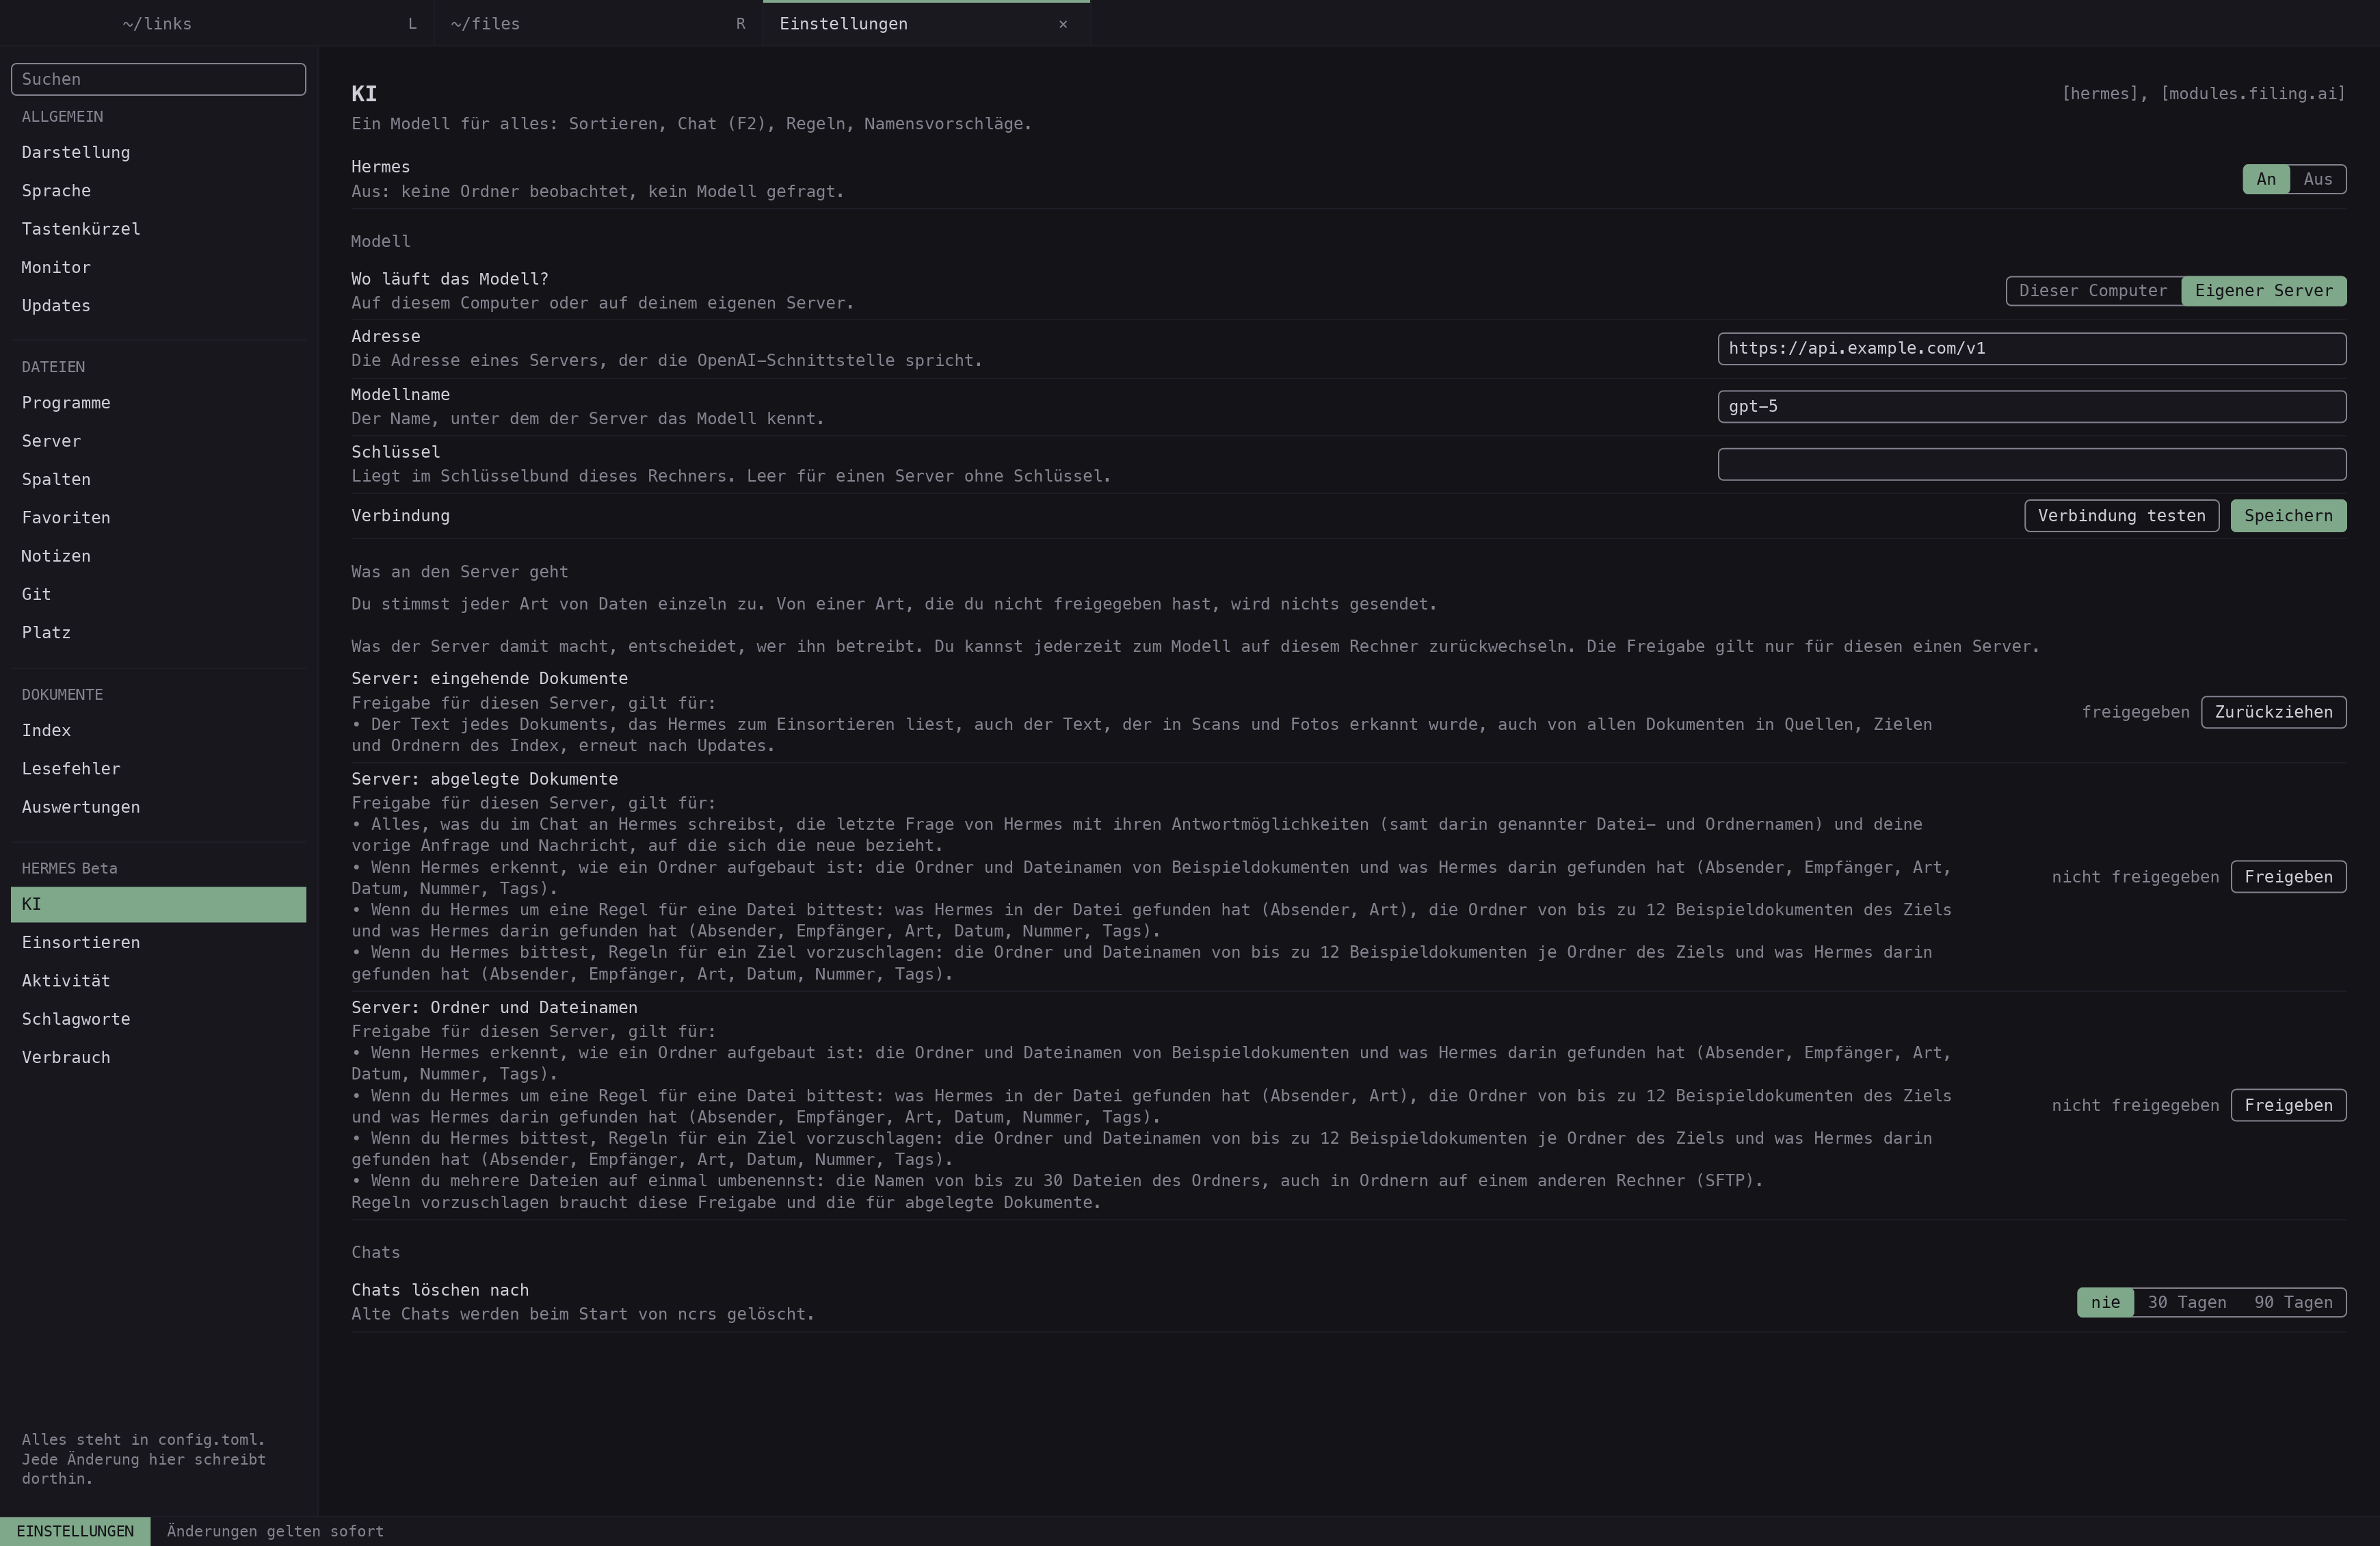 ~/links L ~/files R Einstellungen ×
Suchen
ALLGEMEIN
Darstellung
Sprache
Tastenkürzel
Monitor
Updates
DATEIEN
Programme
Server
Spalten
Favoriten
Notizen
Git
Platz
DOKUMENTE
Index
Lesefehler
Auswertungen
HERMES Beta
KI
Einsortieren
Aktivität
Schlagworte
Verbrauch
Alles steht in config.toml.
Jede Änderung hier schreibt
dorthin.
KI [hermes], [modules.filing.ai]
Ein Modell für alles: Sortieren, Chat (F2), Regeln, Namensvorschläge.
Hermes
Aus: keine Ordner beobachtet, kein Modell gefragt.
An Aus
Modell
Wo läuft das Modell?
Auf diesem Computer oder auf deinem eigenen Server.
Dieser Computer Eigener Server
Adresse
Die Adresse eines Servers, der die OpenAI-Schnittstelle spricht.
https://api.example.com/v1
Modellname
Der Name, unter dem der Server das Modell kennt.
gpt-5
Schlüssel
Liegt im Schlüsselbund dieses Rechners. Leer für einen Server ohne Schlüssel.
Verbindung Verbindung testen Speichern
Was an den Server geht
Du stimmst jeder Art von Daten einzeln zu. Von einer Art, die du nicht freigegeben hast, wird nichts gesendet.
Was der Server damit macht, entscheidet, wer ihn betreibt. Du kannst jederzeit zum Modell auf diesem Rechner zurückwechseln. Die Freigabe gilt nur für diesen einen Server.
Server: eingehende Dokumente
Freigabe für diesen Server, gilt für:
• Der Text jedes Dokuments, das Hermes zum Einsortieren liest, auch der Text, der in Scans und Fotos erkannt wurde, auch von allen Dokumenten in Quellen, Zielen
und Ordnern des Index, erneut nach Updates.
freigegeben Zurückziehen
Server: abgelegte Dokumente
Freigabe für diesen Server, gilt für:
• Alles, was du im Chat an Hermes schreibst, die letzte Frage von Hermes mit ihren Antwortmöglichkeiten (samt darin genannter Datei- und Ordnernamen) und deine
vorige Anfrage und Nachricht, auf die sich die neue bezieht.
• Wenn Hermes erkennt, wie ein Ordner aufgebaut ist: die Ordner und Dateinamen von Beispieldokumenten und was Hermes darin gefunden hat (Absender, Empfänger, Art,
Datum, Nummer, Tags).
• Wenn du Hermes um eine Regel für eine Datei bittest: was Hermes in der Datei gefunden hat (Absender, Art), die Ordner von bis zu 12 Beispieldokumenten des Ziels
und was Hermes darin gefunden hat (Absender, Empfänger, Art, Datum, Nummer, Tags).
• Wenn du Hermes bittest, Regeln für ein Ziel vorzuschlagen: die Ordner und Dateinamen von bis zu 12 Beispieldokumenten je Ordner des Ziels und was Hermes darin
gefunden hat (Absender, Empfänger, Art, Datum, Nummer, Tags).
nicht freigegeben Freigeben
Server: Ordner und Dateinamen
Freigabe für diesen Server, gilt für:
• Wenn Hermes erkennt, wie ein Ordner aufgebaut ist: die Ordner und Dateinamen von Beispieldokumenten und was Hermes darin gefunden hat (Absender, Empfänger, Art,
Datum, Nummer, Tags).
• Wenn du Hermes um eine Regel für eine Datei bittest: was Hermes in der Datei gefunden hat (Absender, Art), die Ordner von bis zu 12 Beispieldokumenten des Ziels
und was Hermes darin gefunden hat (Absender, Empfänger, Art, Datum, Nummer, Tags).
• Wenn du Hermes bittest, Regeln für ein Ziel vorzuschlagen: die Ordner und Dateinamen von bis zu 12 Beispieldokumenten je Ordner des Ziels und was Hermes darin
gefunden hat (Absender, Empfänger, Art, Datum, Nummer, Tags).
• Wenn du mehrere Dateien auf einmal umbenennst: die Namen von bis zu 30 Dateien des Ordners, auch in Ordnern auf einem anderen Rechner (SFTP).
Regeln vorzuschlagen braucht diese Freigabe und die für abgelegte Dokumente.
nicht freigegeben Freigeben
Chats
Chats löschen nach
Alte Chats werden beim Start von ncrs gelöscht.
nie 30 Tagen 90 Tagen
EINSTELLUNGEN Änderungen gelten sofort